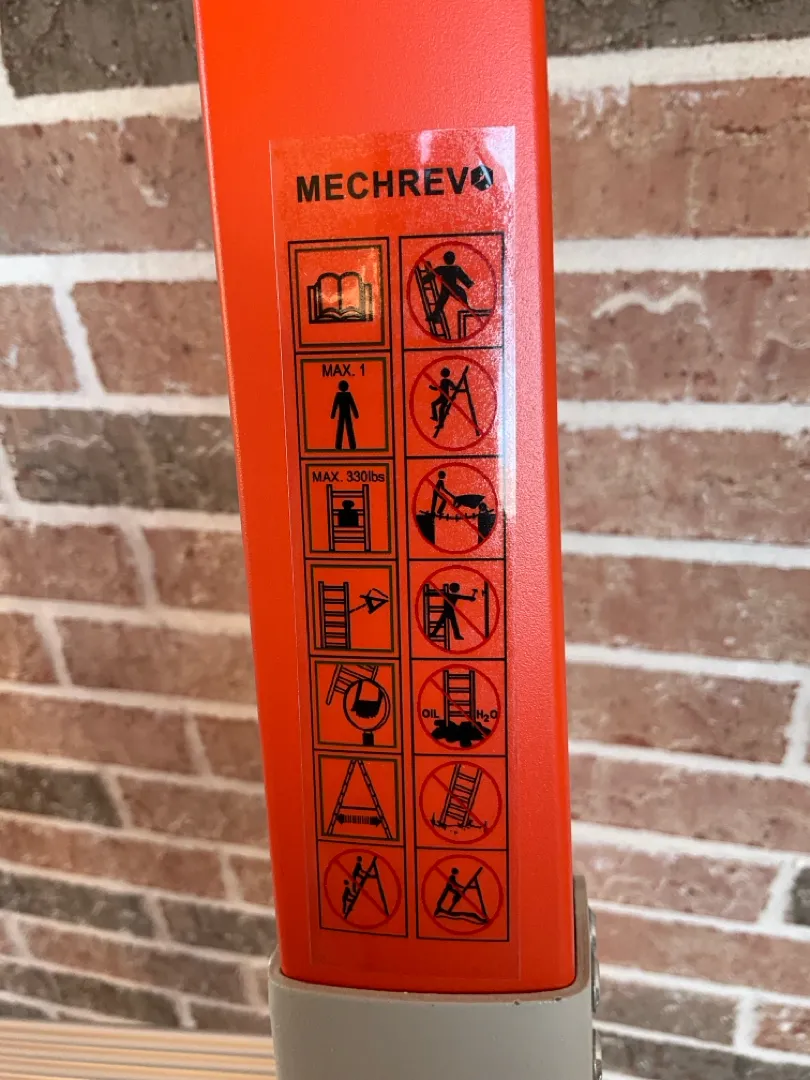 MECHREVO
MAX. 1
MAX. 330lbs
OIL H₂O